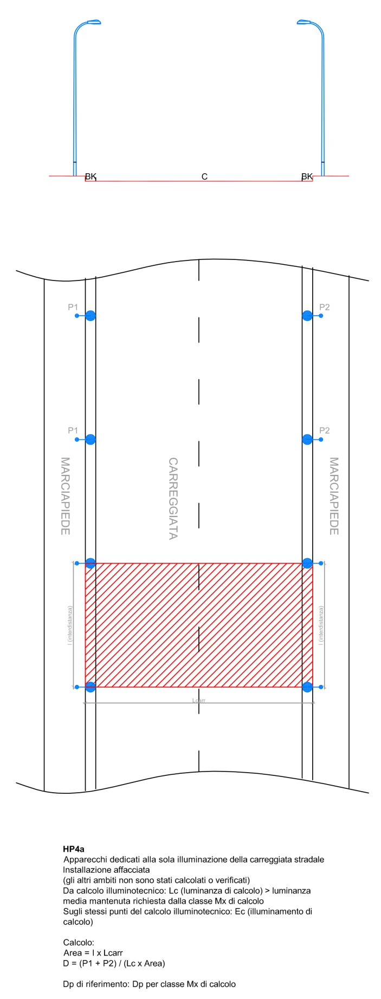 BK
C
BK
P1
P2
P1
P2
MARCIAPIEDE
CARREGGIATA
MARCIAPIEDE
I (interdistanza)
I (interdistanza)
Lcarr
HP4a
Apparecchi dedicati alla sola illuminazione della carreggiata stradale
Installazione affacciata
(gli altri ambiti non sono stati calcolati o verificati)
Da calcolo illuminotecnico: Lc (luminanza di calcolo) > luminanza
media mantenuta richiesta dalla classe Mx di calcolo
Sugli stessi punti del calcolo illuminotecnico: Ec (illuminamento di
calcolo)
Calcolo:
Area = I x Lcarr
D = (P1 + P2) / (Lc x Area)
Dp di riferimento: Dp per classe Mx di calcolo